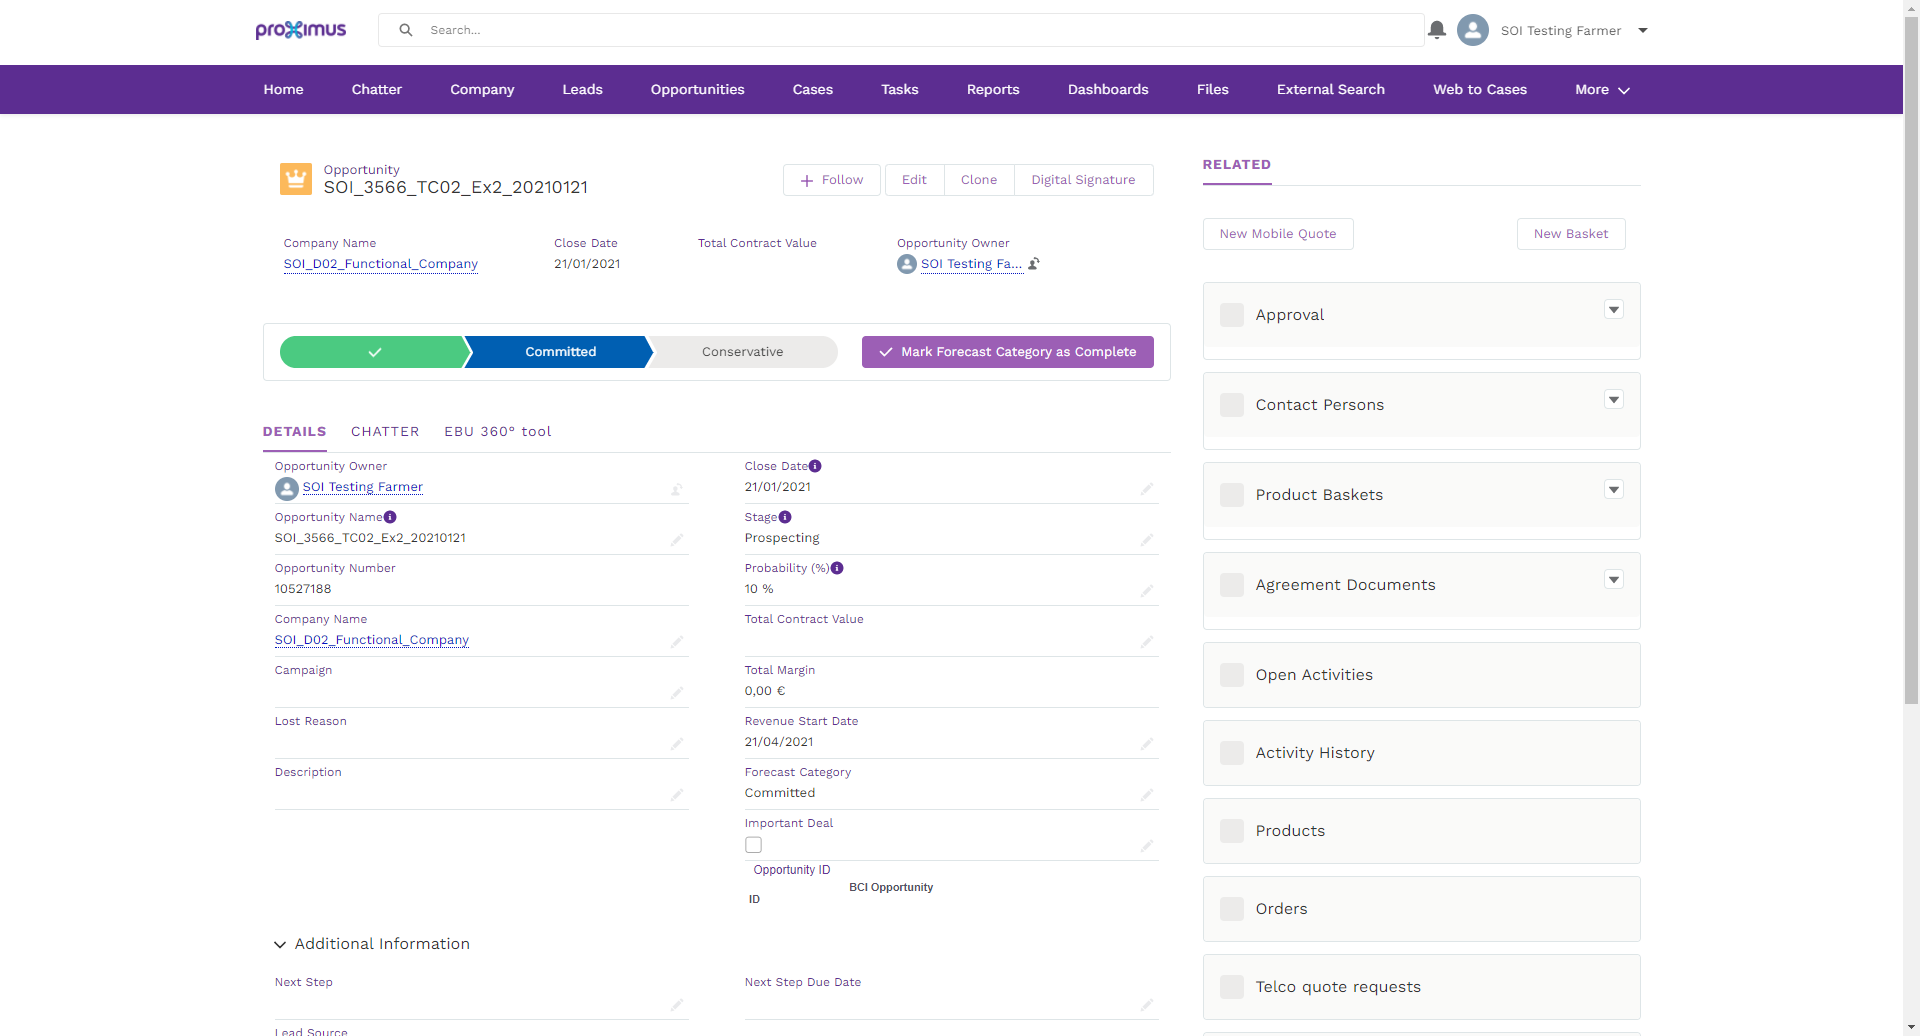 proximus
Search...
SOI Testing Farmer
Home
Chatter
Company
Leads
Opportunities
Cases
Tasks
Reports
Dashboards
Files
External Search
Web to Cases
More
Opportunity
SOI_3566_TC02_Ex2_20210121
Follow
Edit
Clone
Digital Signature
Company Name
SOI_D02_Functional_Company
Close Date
21/01/2021
Total Contract Value
Opportunity Owner
SOI Testing Fa...
Committed
Conservative
Mark Forecast Category as Complete
DETAILS
CHATTER
EBU 360° tool
Opportunity Owner
SOI Testing Farmer
Opportunity Name
SOI_3566_TC02_Ex2_20210121
Opportunity Number
10527188
Company Name
SOI_D02_Functional_Company
Campaign
Lost Reason
Description
Close Date
21/01/2021
Stage
Prospecting
Probability (%)
10 %
Total Contract Value
Total Margin
0,00 €
Revenue Start Date
21/04/2021
Forecast Category
Committed
Important Deal
Opportunity ID
BCI Opportunity
ID
Additional Information
Next Step
Next Step Due Date
Lead Source
RELATED
New Mobile Quote
New Basket
Approval
Contact Persons
Product Baskets
Agreement Documents
Open Activities
Activity History
Products
Orders
Telco quote requests